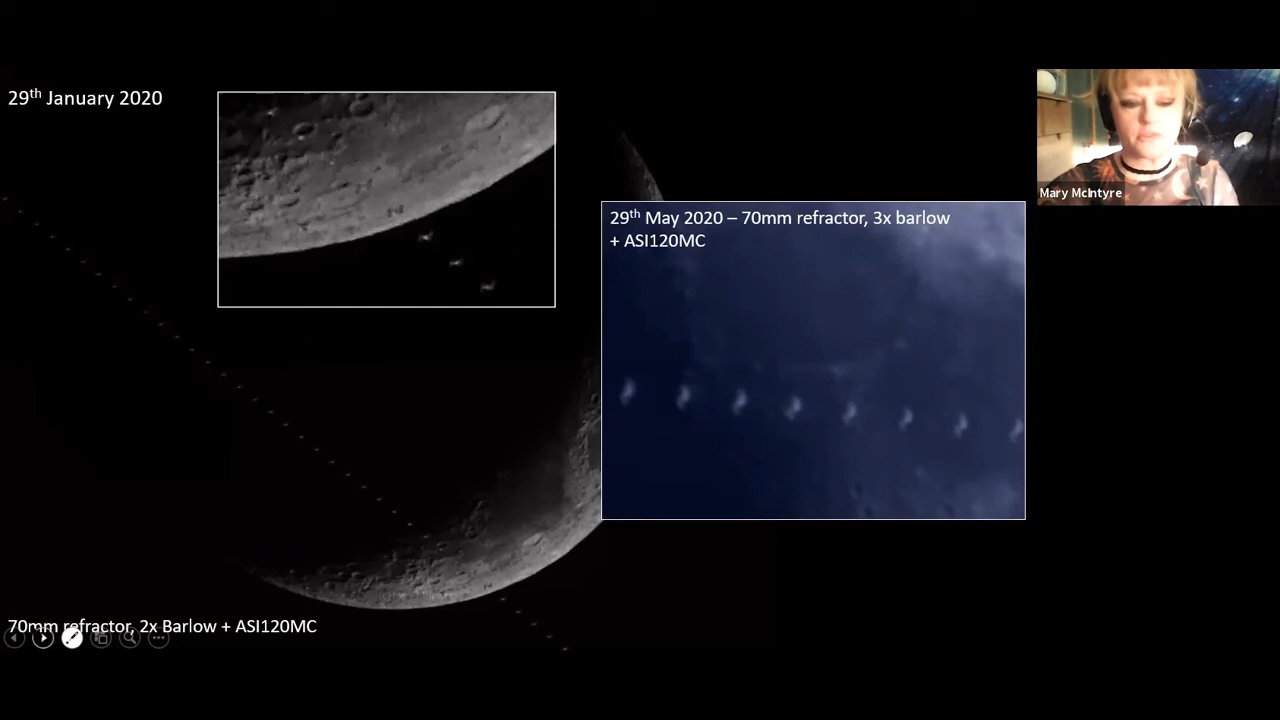 29th January 2020
29th May 2020 – 70mm refractor, 3x barlow
+ ASI120MC
Mary McIntyre
70mm refractor, 2x Barlow + ASI120MC